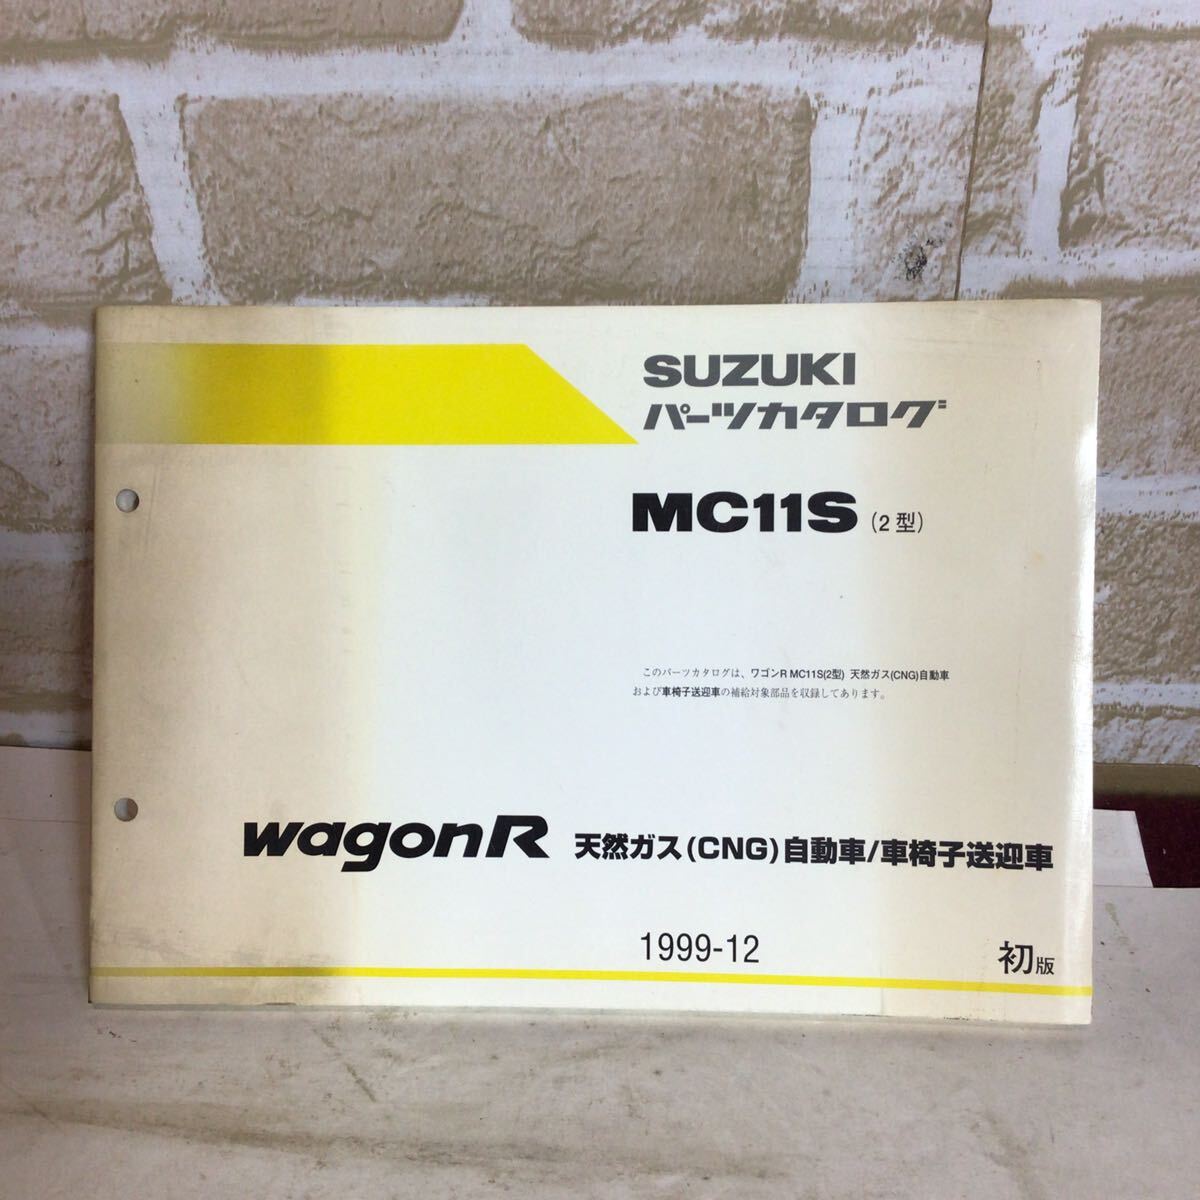 SUZUKI
パーツカタログ
MC11S (2型)
このパーツカタログは、ワゴンR MC11S(2型) 天然ガス(CNG)自動車
および車椅子送迎車の補給対象部品を収録してあります。
wagonR 天然ガス(CNG)自動車/車椅子送迎車
1999-12 初版